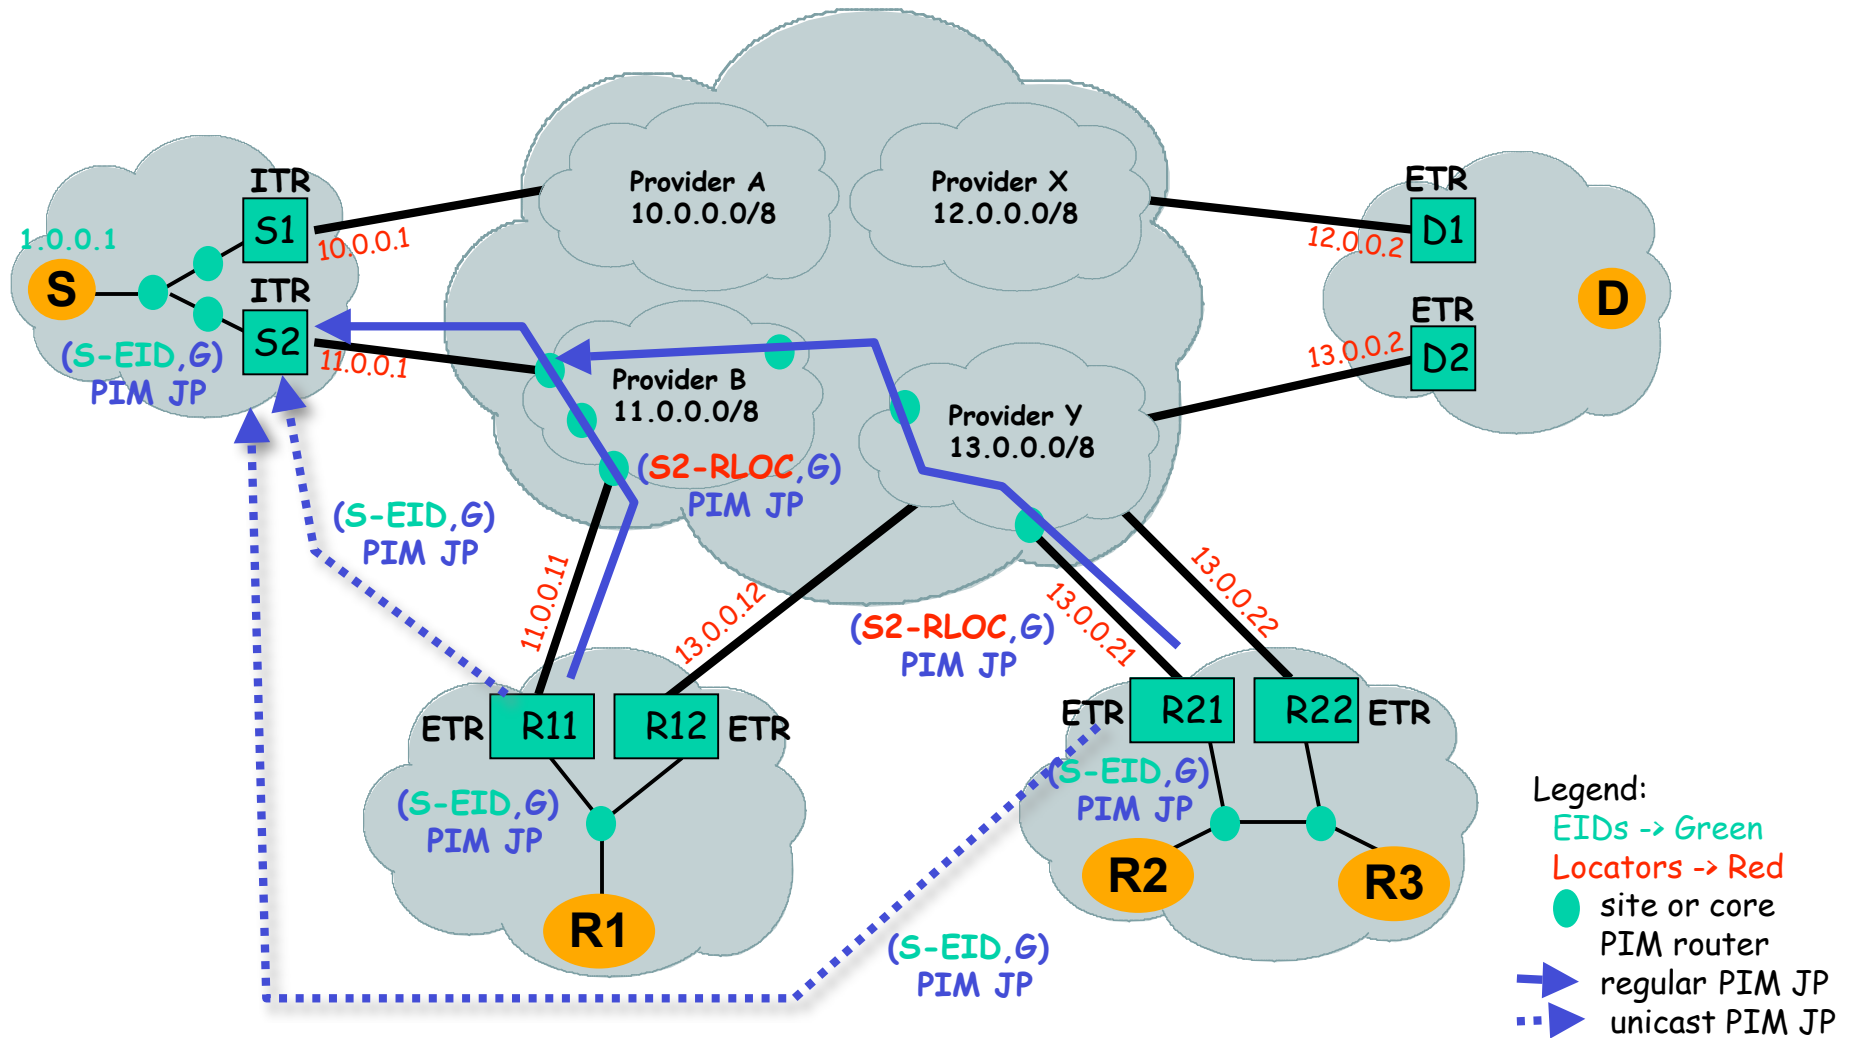 Provider A
10.0.0.0/8
Provider X
12.0.0.0/8
ITR
S1
10.0.0.1
1.0.0.1
S
ITR
S2
11.0.0.1
(S-EID,G)
PIM JP
ETR
D1
12.0.0.2
ETR
D2
13.0.0.2
D
Provider B
11.0.0.0/8
Provider Y
13.0.0.0/8
(S2-RLOC,G)
PIM JP
(S-EID,G)
PIM JP
11.0.0.11
13.0.0.12
(S2-RLOC,G)
PIM JP
13.0.0.21
13.0.0.22
ETR
R11
R12
ETR
(S-EID,G)
PIM JP
R1
ETR
R21
R22
ETR
(S-EID,G)
PIM JP
R2
R3
(S-EID,G)
PIM JP
Legend:
EIDs -> Green
Locators -> Red
site or core
PIM router
regular PIM JP
unicast PIM JP